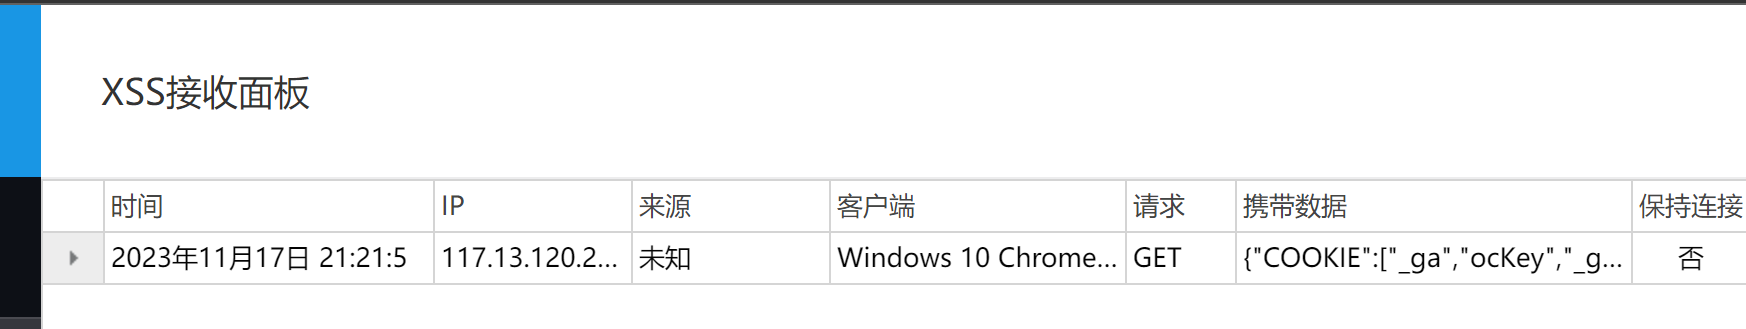 XSS接收面板
时间 IP 来源 客户端 请求 携带数据 保持连接
2023年11月17日 21:21:5 117.13.120.2... 未知 Windows 10 Chrome... GET {"COOKIE":["_ga","ocKey","_g... 否